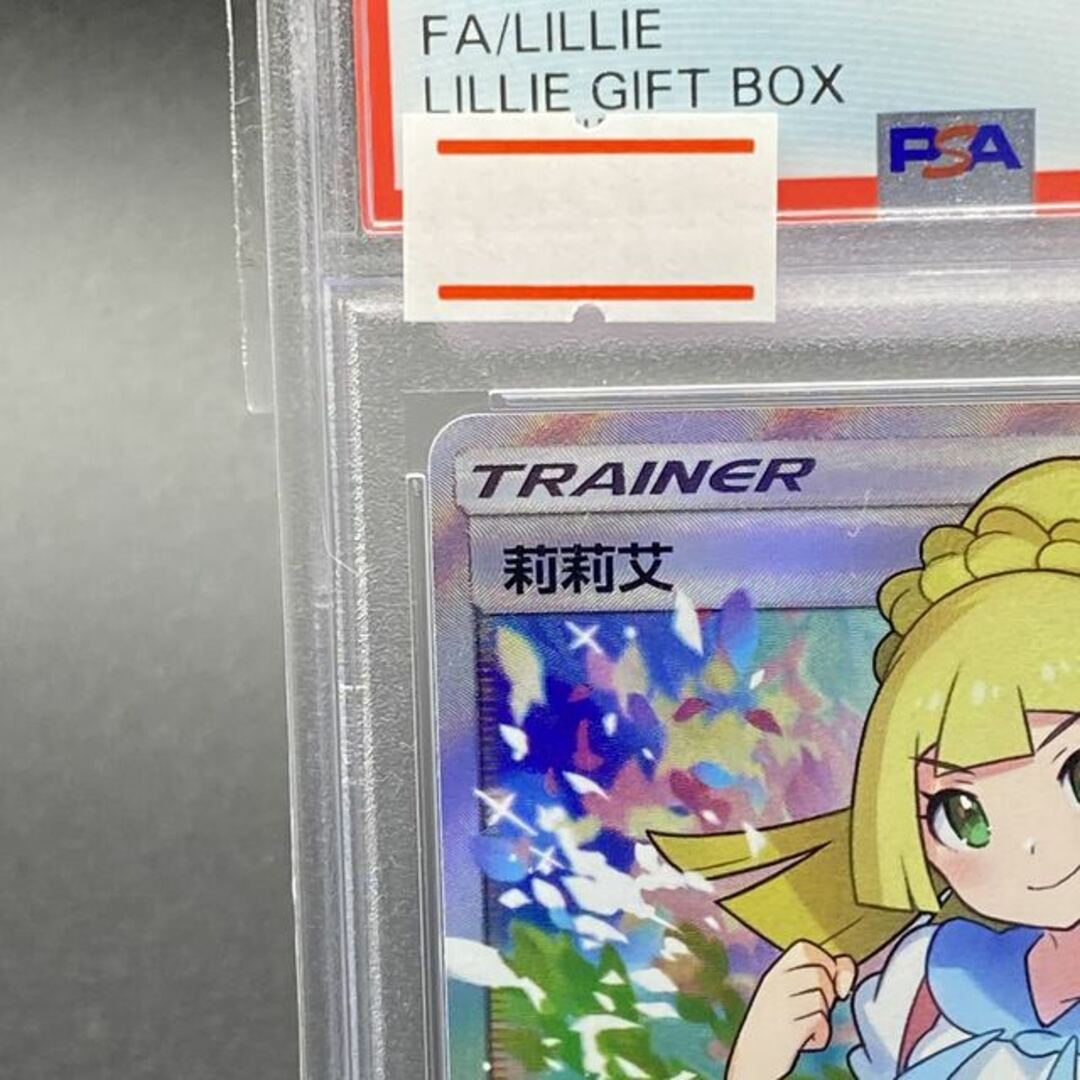 FA/LILLIE
LILLIE GIFT BOX
PSA
TRAINER
莉莉艾